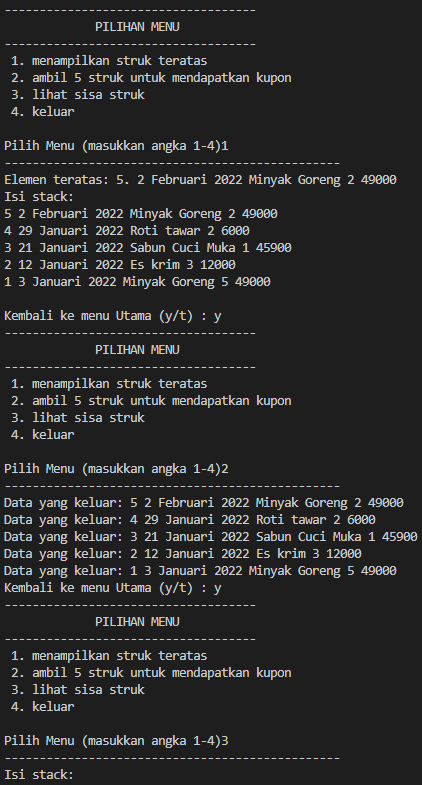 ------------------------------------
PILIHAN MENU
------------------------------------
1. menampilkan struk teratas
2. ambil 5 struk untuk mendapatkan kupon
3. lihat sisa struk
4. keluar
Pilih Menu (masukkan angka 1-4)1
------------------------------------------------
Elemen teratas: 5. 2 Februari 2022 Minyak Goreng 2 49000
Isi stack:
5 2 Februari 2022 Minyak Goreng 2 49000
4 29 Januari 2022 Roti tawar 2 6000
3 21 Januari 2022 Sabun Cuci Muka 1 45900
2 12 Januari 2022 Es krim 3 12000
1 3 Januari 2022 Minyak Goreng 5 49000
Kembali ke menu Utama (y/t) : y
------------------------------------
PILIHAN MENU
------------------------------------
1. menampilkan struk teratas
2. ambil 5 struk untuk mendapatkan kupon
3. lihat sisa struk
4. keluar
Pilih Menu (masukkan angka 1-4)2
------------------------------------------------
Data yang keluar: 5 2 Februari 2022 Minyak Goreng 2 49000
Data yang keluar: 4 29 Januari 2022 Roti tawar 2 6000
Data yang keluar: 3 21 Januari 2022 Sabun Cuci Muka 1 45900
Data yang keluar: 2 12 Januari 2022 Es krim 3 12000
Data yang keluar: 1 3 Januari 2022 Minyak Goreng 5 49000
Kembali ke menu Utama (y/t) : y
------------------------------------
PILIHAN MENU
------------------------------------
1. menampilkan struk teratas
2. ambil 5 struk untuk mendapatkan kupon
3. lihat sisa struk
4. keluar
Pilih Menu (masukkan angka 1-4)3
------------------------------------------------
Isi stack: